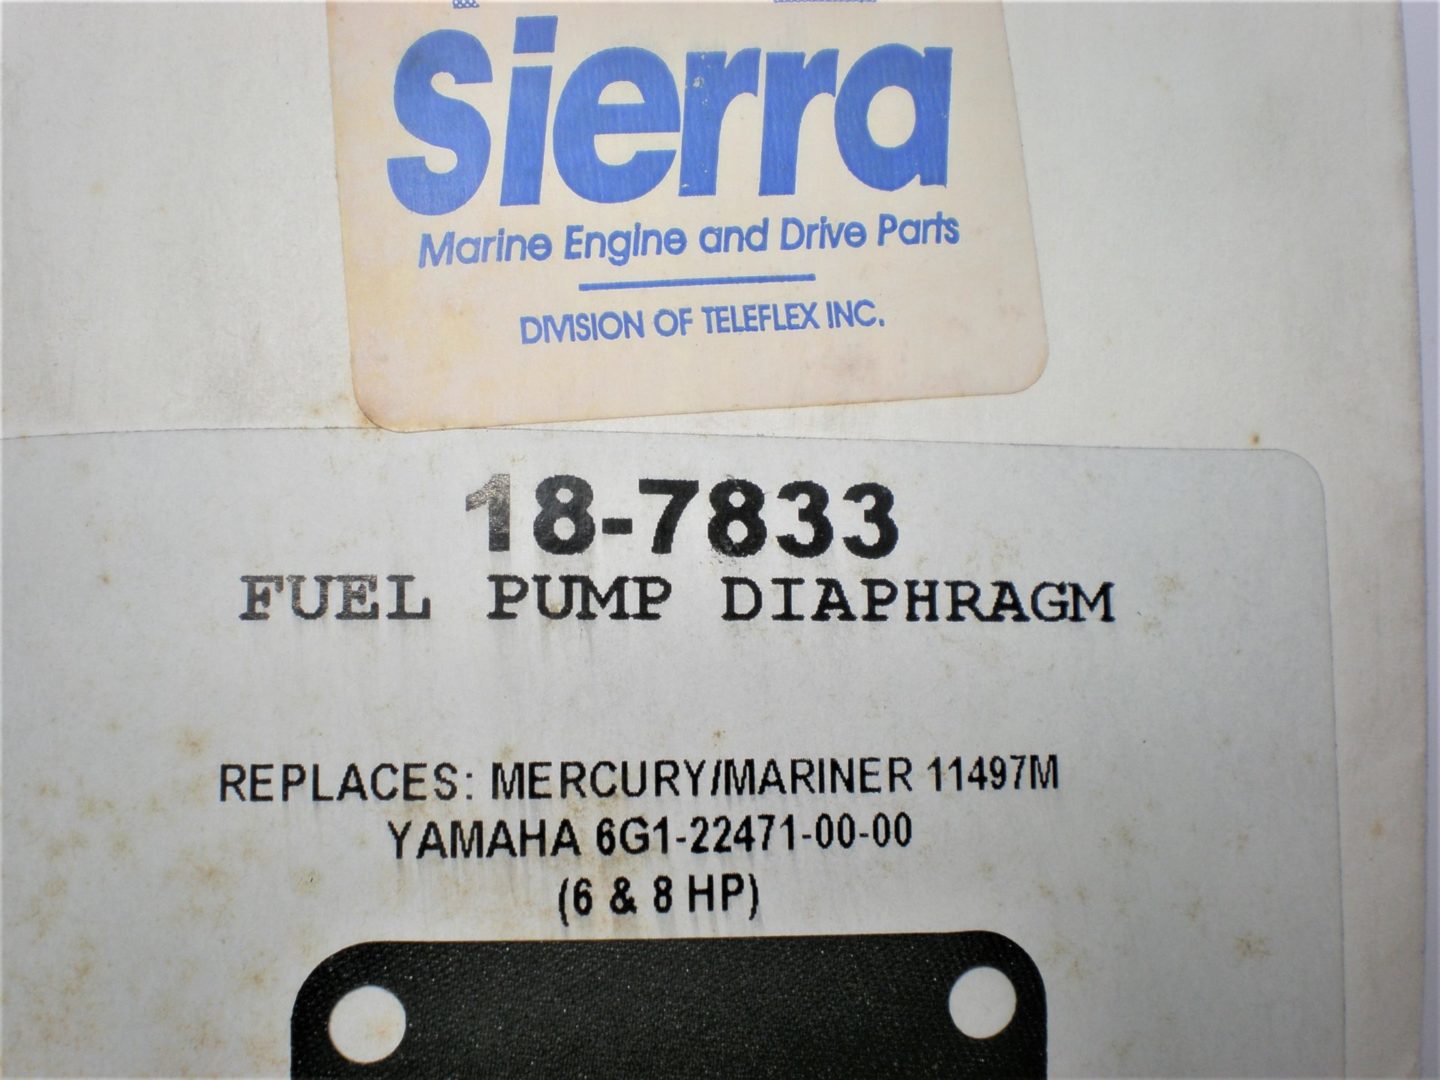 Sierra
Marine Engine and Drive Parts
DIVISION OF TELEFLEX INC.
18-7833
FUEL PUMP DIAPHRAGM
REPLACES: MERCURY/MARINER 11497M
YAMAHA 6G1-22471-00-00
(6 & 8 HP)